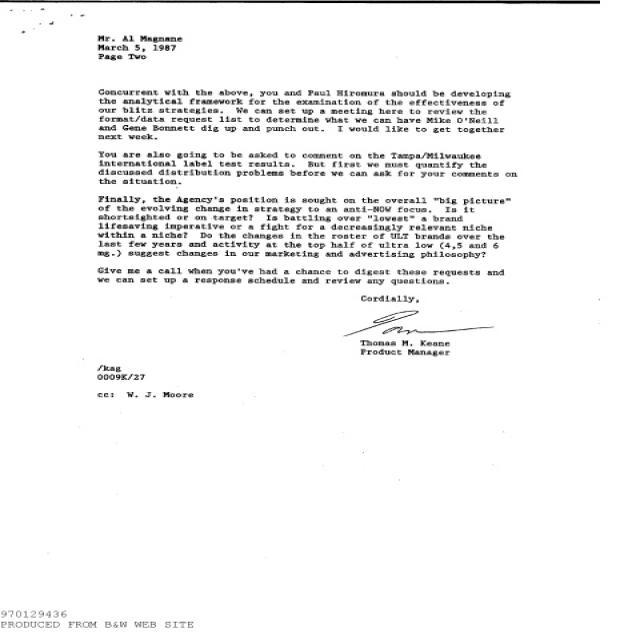 Mr. Al Magnane
March 5, 1987
Page Two
Concurrent with the above, you and Paul Hiromura should be developing
the analytical framework for the examination of the effectiveness of
our blitz strategies. We can set up a meeting here to review the
format/data request list to determine what we can have Mike O'Neill
and Gene Bonnett dig up and punch out. I would like to get together
next week.
You are also going to be asked to comment on the Tampa/Milwaukee
international label test results. But first we must quantify the
discussed distribution problems before we can ask for your comments on
the situation.
Finally, the Agency's position is sought on the overall "big picture"
of the evolving change in strategy to an anti-NOW focus. Is it
shortsighted or on target? Is battling over "lowest" a brand
lifesaving imperative or a fight for a decreasingly relevant niche
within a niche? Do the changes in the roster of ULT brands over the
last few years and activity at the top half of ultra low (4,5 and 6
mg.) suggest changes in our marketing and advertising philosophy?
Give me a call when you've had a chance to digest these requests and
we can set up a response schedule and review any questions.
Cordially,
Thomas M. Keane
Product Manager
/kag
0009K/27
cc: W. J. Moore
970129436
PRODUCED FROM B&W WEB SITE